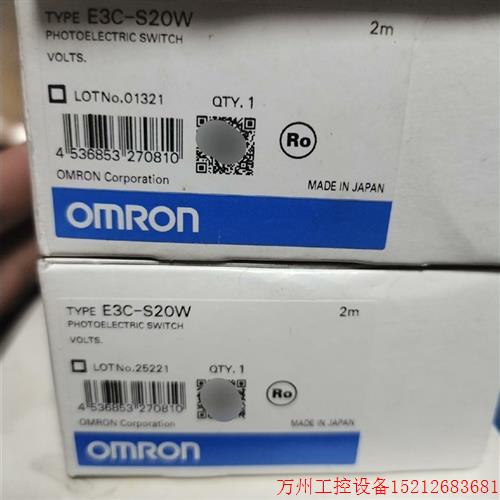 TYPE E3C-S20W 2m
PHOTOELECTRIC SWITCH
VOLTS.
LOTNo.01321 QTY. 1
4 536853 270810
Ro
OMRON Corporation
MADE IN JAPAN
OMRON
TYPE E3C-S20W 2m
PHOTOELECTRIC SWITCH
VOLTS.
LOTNo.25221 QTY. 1
4 536853 270810
Ro
OMRON Corporation
MADE IN JAPAN
OMRON
万州工控设备15212683681